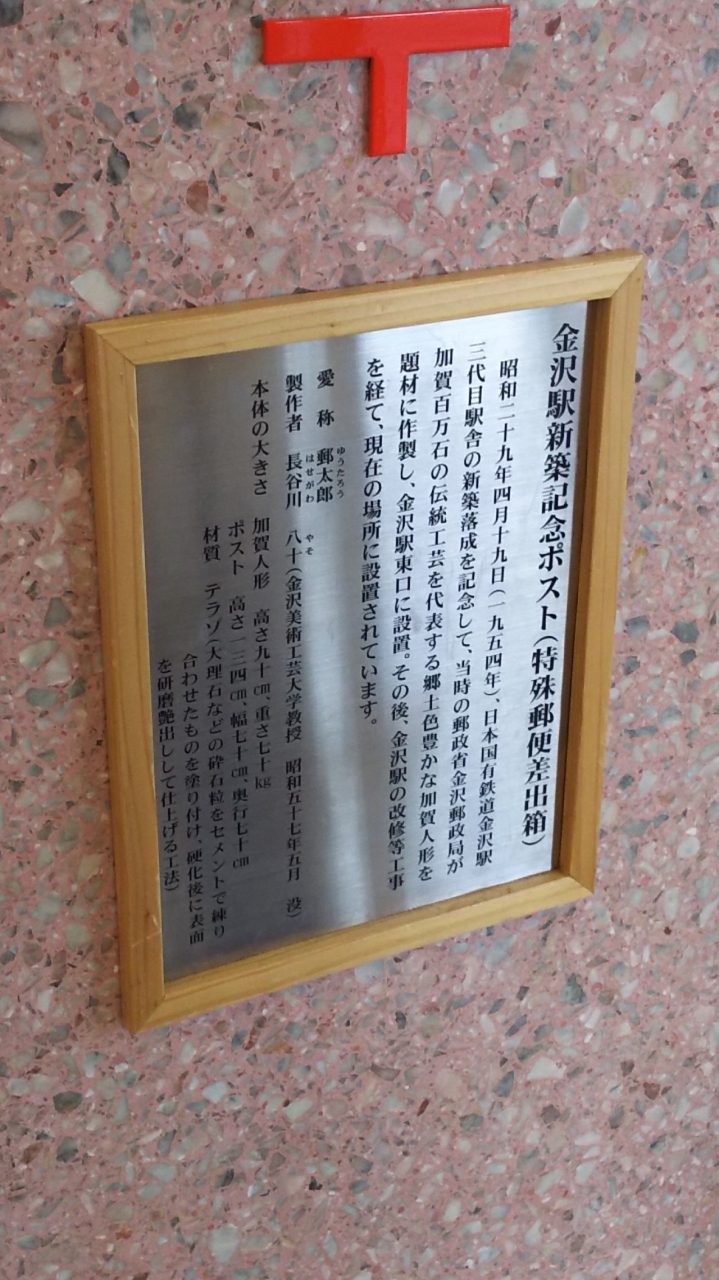 〒
金沢駅新築記念ポスト(特殊郵便差出箱)
昭和二十九年四月十九日(一九五四年)、日本国有鉄道金沢駅
三代目駅舎の新築落成を記念して、当時の郵政省金沢郵政局が
加賀百万石の伝統工芸を代表する郷土色豊かな加賀人形を
題材に作製し、金沢駅東口に設置。その後、金沢駅の改修等工事
を経て、現在の場所に設置されています。
ゆうたろう
愛 称 郵太郎
はせがわ やそ
製作者 長谷川 八十(金沢美術工芸大学教授 昭和五十七年五月 没)
本体の大きさ 加賀人形 高さ九十㎝、重さ七十㎏
ポスト 高さ一三四㎝、幅七十㎝、奥行七十㎝
材質 テラゾ(大理石などの砕石粒をセメントで練り
合わせたものを塗り付け、硬化後に表面
を研磨艶出しして仕上げる工法)